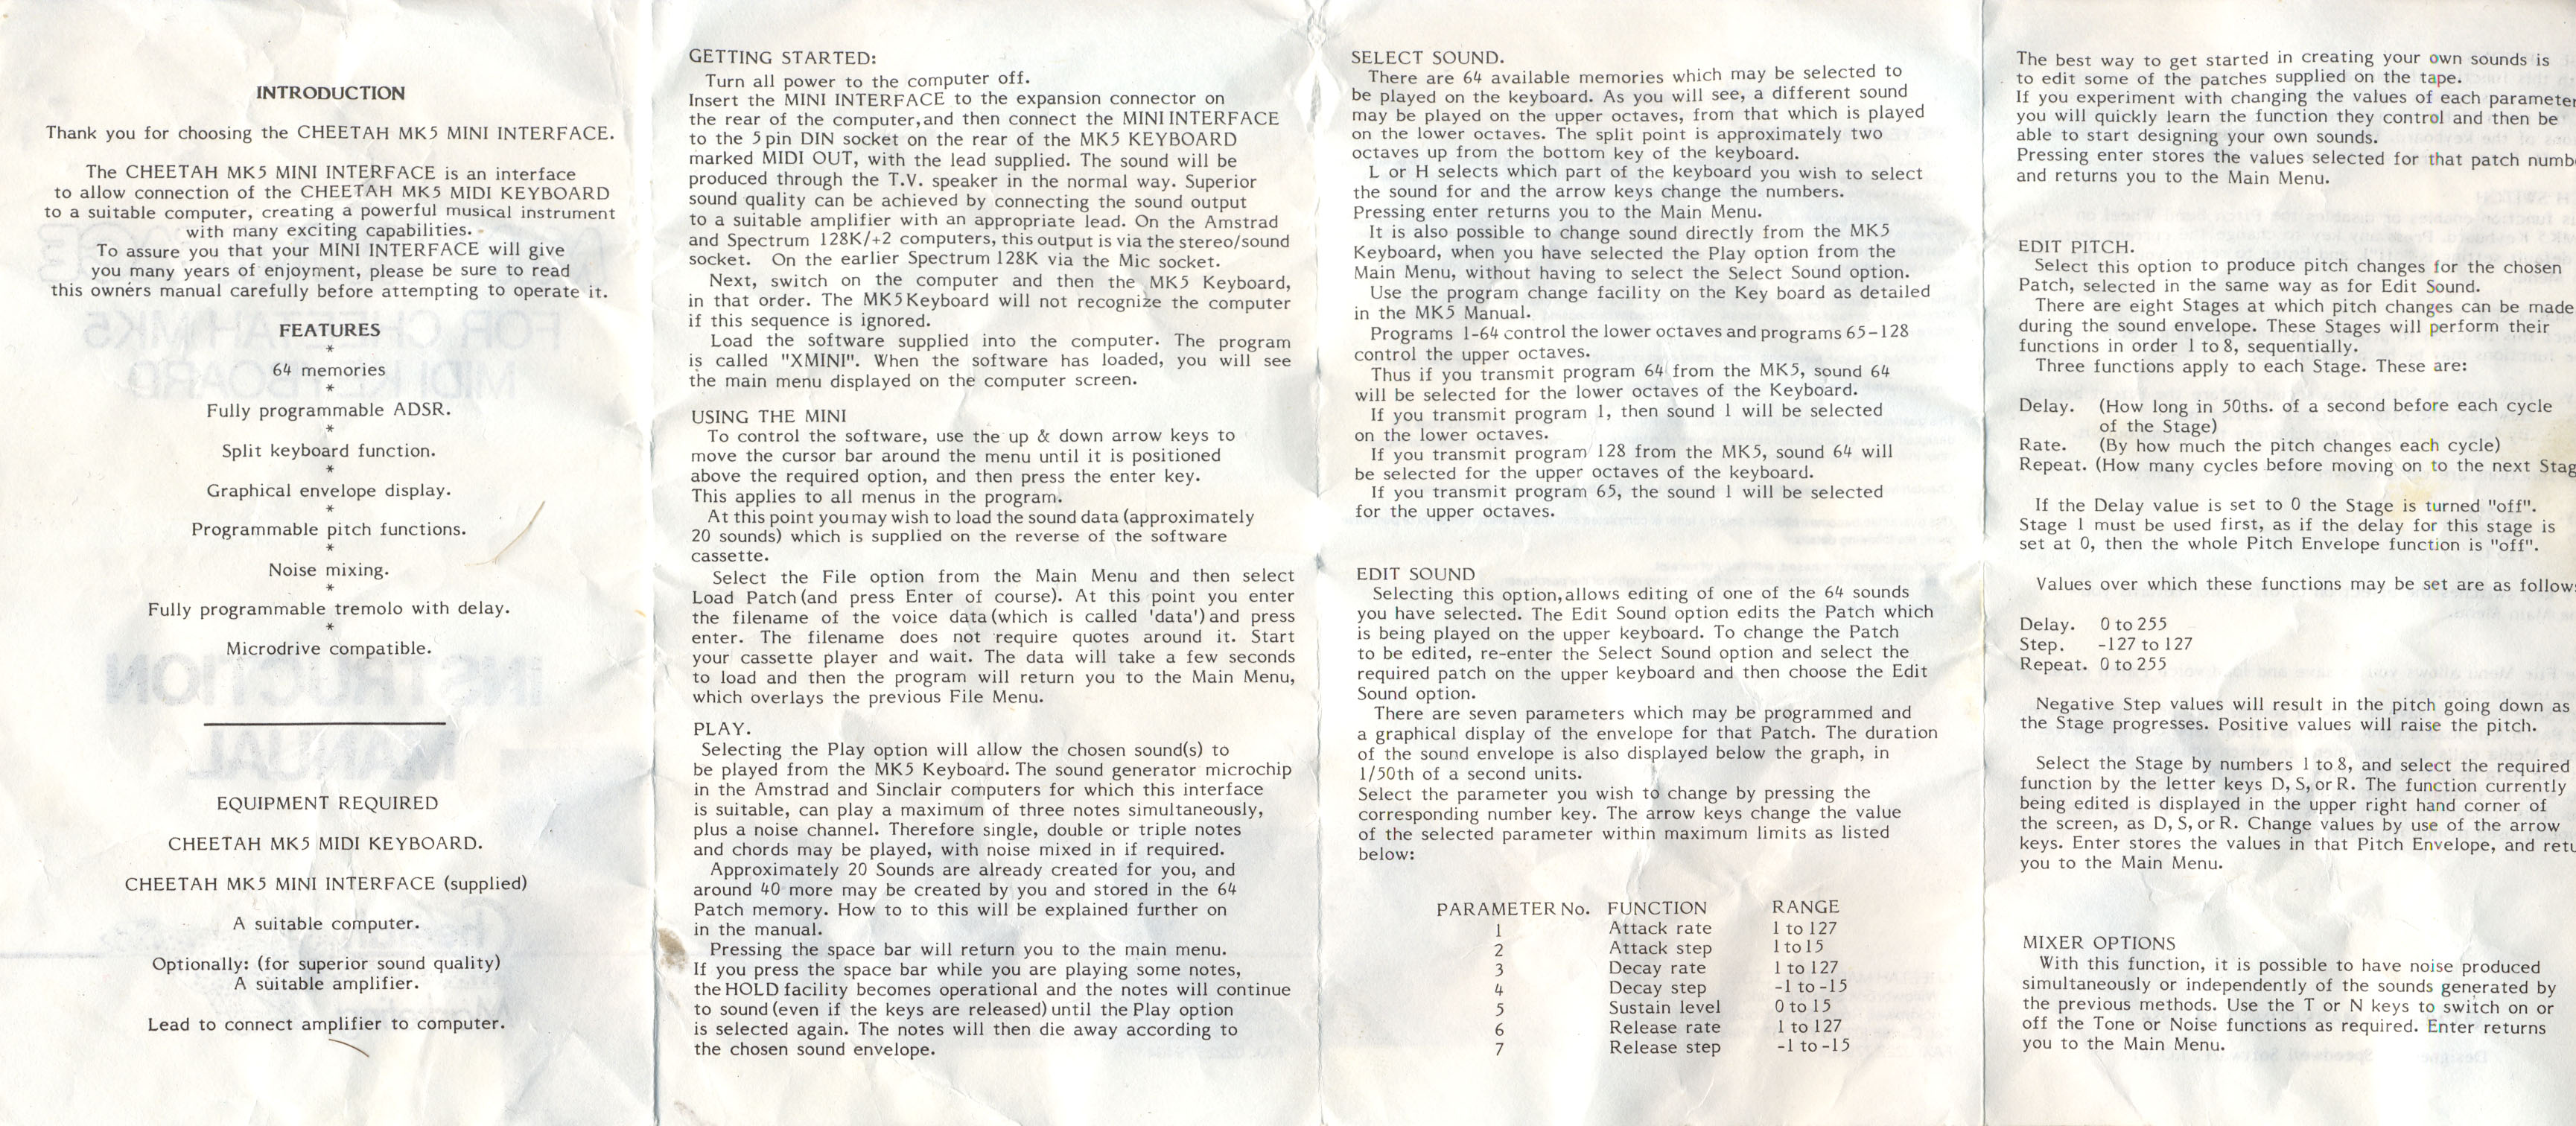 INTRODUCTION
Thank you for choosing the CHEETAH MK5 MINI INTERFACE.
The CHEETAH MK5 MINI INTERFACE is an interface
to allow connection of the CHEETAH MK5 MIDI KEYBOARD
to a suitable computer, creating a powerful musical instrument
with many exciting capabilities.
To assure you that your MINI INTERFACE will give
you many years of enjoyment, please be sure to read
this owners manual carefully before attempting to operate it.
FEATURES
*
64 memories
*
Fully programmable ADSR.
*
Split keyboard function.
*
Graphical envelope display.
*
Programmable pitch functions.
*
Noise mixing.
*
Fully programmable tremolo with delay.
*
Microdrive compatible.
EQUIPMENT REQUIRED
CHEETAH MK5 MIDI KEYBOARD.
CHEETAH MK5 MINI INTERFACE (supplied)
A suitable computer.
Optionally: (for superior sound quality)
A suitable amplifier.
Lead to connect amplifier to computer.
GETTING STARTED:
Turn all power to the computer off.
Insert the MINI INTERFACE to the expansion connector on
the rear of the computer,and then connect the MINI INTERFACE
to the 5 pin DIN socket on the rear of the MK5 KEYBOARD
marked MIDI OUT, with the lead supplied. The sound will be
produced through the T.V. speaker in the normal way. Superior
sound quality can be achieved by connecting the sound output
to a suitable amplifier with an appropriate lead. On the Amstrad
and Spectrum 128K/+2 computers, this output is via the stereo/sound
socket. On the earlier Spectrum 128K via the Mic socket.
Next, switch on the computer and then the MK5 Keyboard,
in that order. The MK5 Keyboard will not recognize the computer
if this sequence is ignored.
Load the software supplied into the computer. The program
is called "XMINI". When the software has loaded, you will see
the main menu displayed on the computer screen.
USING THE MINI
To control the software, use the up & down arrow keys to
move the cursor bar around the menu until it is positioned
above the required option, and then press the enter key.
This applies to all menus in the program.
At this point you may wish to load the sound data (approximately
20 sounds) which is supplied on the reverse of the software
cassette.
Select the File option from the Main Menu and then select
Load Patch (and press Enter of course). At this point you enter
the filename of the voice data (which is called 'data') and press
enter. The filename does not require quotes around it. Start
your cassette player and wait. The data will take a few seconds
to load and then the program will return you to the Main Menu,
which overlays the previous File Menu.
PLAY.
Selecting the Play option will allow the chosen sound(s) to
be played from the MK5 Keyboard. The sound generator microchip
in the Amstrad and Sinclair computers for which this interface
is suitable, can play a maximum of three notes simultaneously,
plus a noise channel. Therefore single, double or triple notes
and chords may be played, with noise mixed in if required.
Approximately 20 Sounds are already created for you, and
around 40 more may be created by you and stored in the 64
Patch memory. How to to this will be explained further on
in the manual.
Pressing the space bar will return you to the main menu.
If you press the space bar while you are playing some notes,
the HOLD facility becomes operational and the notes will continue
to sound (even if the keys are released) until the Play option
is selected again. The notes will then die away according to
the chosen sound envelope.
SELECT SOUND.
There are 64 available memories which may be selected to
be played on the keyboard. As you will see, a different sound
may be played on the upper octaves, from that which is played
on the lower octaves. The split point is approximately two
octaves up from the bottom key of the keyboard.
L or H selects which part of the keyboard you wish to select
the sound for and the arrow keys change the numbers.
Pressing enter returns you to the Main Menu.
It is also possible to change sound directly from the MK5
Keyboard, when you have selected the Play option from the
Main Menu, without having to select the Select Sound option.
Use the program change facility on the Key board as detailed
in the MK5 Manual.
Programs 1-64 control the lower octaves and programs 65-128
control the upper octaves.
Thus if you transmit program 64 from the MK5, sound 64
will be selected for the lower octaves of the Keyboard.
If you transmit program 1, then sound 1 will be selected
on the lower octaves.
If you transmit program 128 from the MK5, sound 64 will
be selected for the upper octaves of the keyboard.
If you transmit program 65, the sound 1 will be selected
for the upper octaves.
EDIT SOUND
Selecting this option,allows editing of one of the 64 sounds
you have selected. The Edit Sound option edits the Patch which
is being played on the upper keyboard. To change the Patch
to be edited, re-enter the Select Sound option and select the
required patch on the upper keyboard and then choose the Edit
Sound option.
There are seven parameters which may be programmed and
a graphical display of the envelope for that Patch. The duration
of the sound envelope is also displayed below the graph, in
1/50th of a second units.
Select the parameter you wish to change by pressing the
corresponding number key. The arrow keys change the value
of the selected parameter within maximum limits as listed
below:
PARAMETER No. FUNCTION RANGE
1 Attack rate 1 to 127
2 Attack step 1 to 15
3 Decay rate 1 to 127
4 Decay step -1 to -15
5 Sustain level 0 to 15
6 Release rate 1 to 127
7 Release step -1 to -15
The best way to get started in creating your own sounds is
to edit some of the patches supplied on the tape.
If you experiment with changing the values of each parameter
you will quickly learn the function they control and then be
able to start designing your own sounds.
Pressing enter stores the values selected for that patch numb
and returns you to the Main Menu.
EDIT PITCH.
Select this option to produce pitch changes for the chosen
Patch, selected in the same way as for Edit Sound.
There are eight Stages at which pitch changes can be made
during the sound envelope. These Stages will perform their
functions in order 1 to 8, sequentially.
Three functions apply to each Stage. These are:
Delay. (How long in 50ths. of a second before each cycle
of the Stage)
Rate. (By how much the pitch changes each cycle)
Repeat. (How many cycles before moving on to the next Stag
If the Delay value is set to 0 the Stage is turned "off".
Stage 1 must be used first, as if the delay for this stage is
set at 0, then the whole Pitch Envelope function is "off".
Values over which these functions may be set are as follow
Delay. 0 to 255
Step. -127 to 127
Repeat. 0 to 255
Negative Step values will result in the pitch going down as
the Stage progresses. Positive values will raise the pitch.
Select the Stage by numbers 1 to 8, and select the required
function by the letter keys D, S, or R. The function currently
being edited is displayed in the upper right hand corner of
the screen, as D, S, or R. Change values by use of the arrow
keys. Enter stores the values in that Pitch Envelope, and retu
you to the Main Menu.
MIXER OPTIONS
With this function, it is possible to have noise produced
simultaneously or independently of the sounds generated by
the previous methods. Use the T or N keys to switch on or
off the Tone or Noise functions as required. Enter returns
you to the Main Menu.